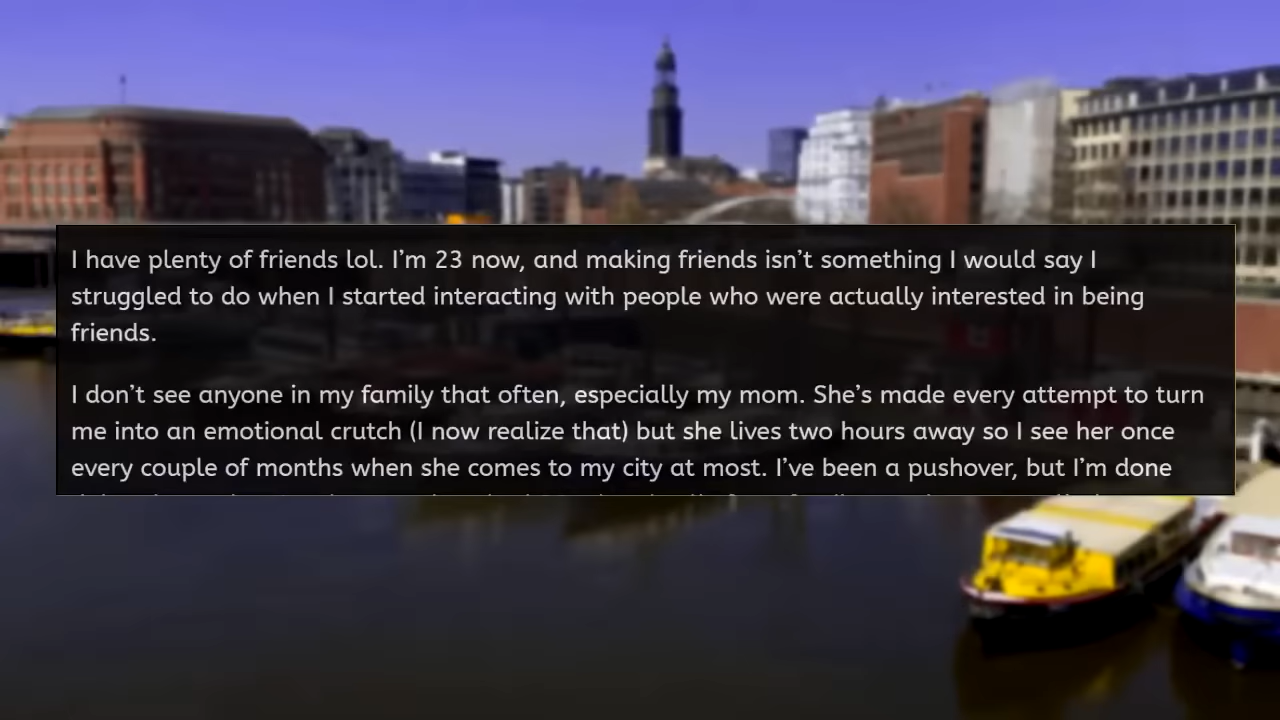 I have plenty of friends lol. I’m 23 now, and making friends isn’t something I would say I
struggled to do when I started interacting with people who were actually interested in being
friends.
I don’t see anyone in my family that often, especially my mom. She’s made every attempt to turn
me into an emotional crutch (I now realize that) but she lives two hours away so I see her once
every couple of months when she comes to my city at most. I’ve been a pushover, but I’m done